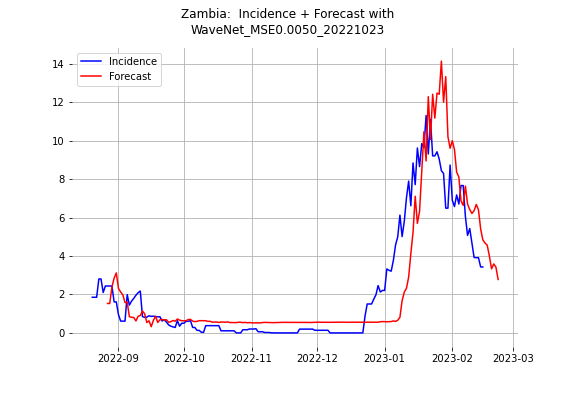 Zambia:  Incidence + Forecast with
WaveNet_MSE0.0050_20221023
Incidence
Forecast
14
12
10
8
6
4
2
0
2022-09 2022-10 2022-11 2022-12 2023-01 2023-02 2023-03